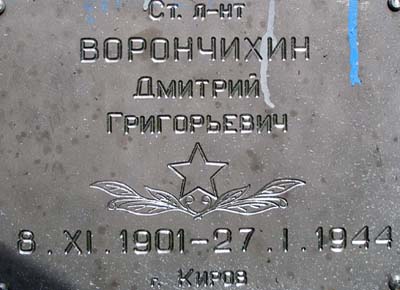 Ст. л-нт
ВОРОНЧИХИН
Дмитрий
Григорьевич
8.XI.1901-27.I.1944
г. Киров